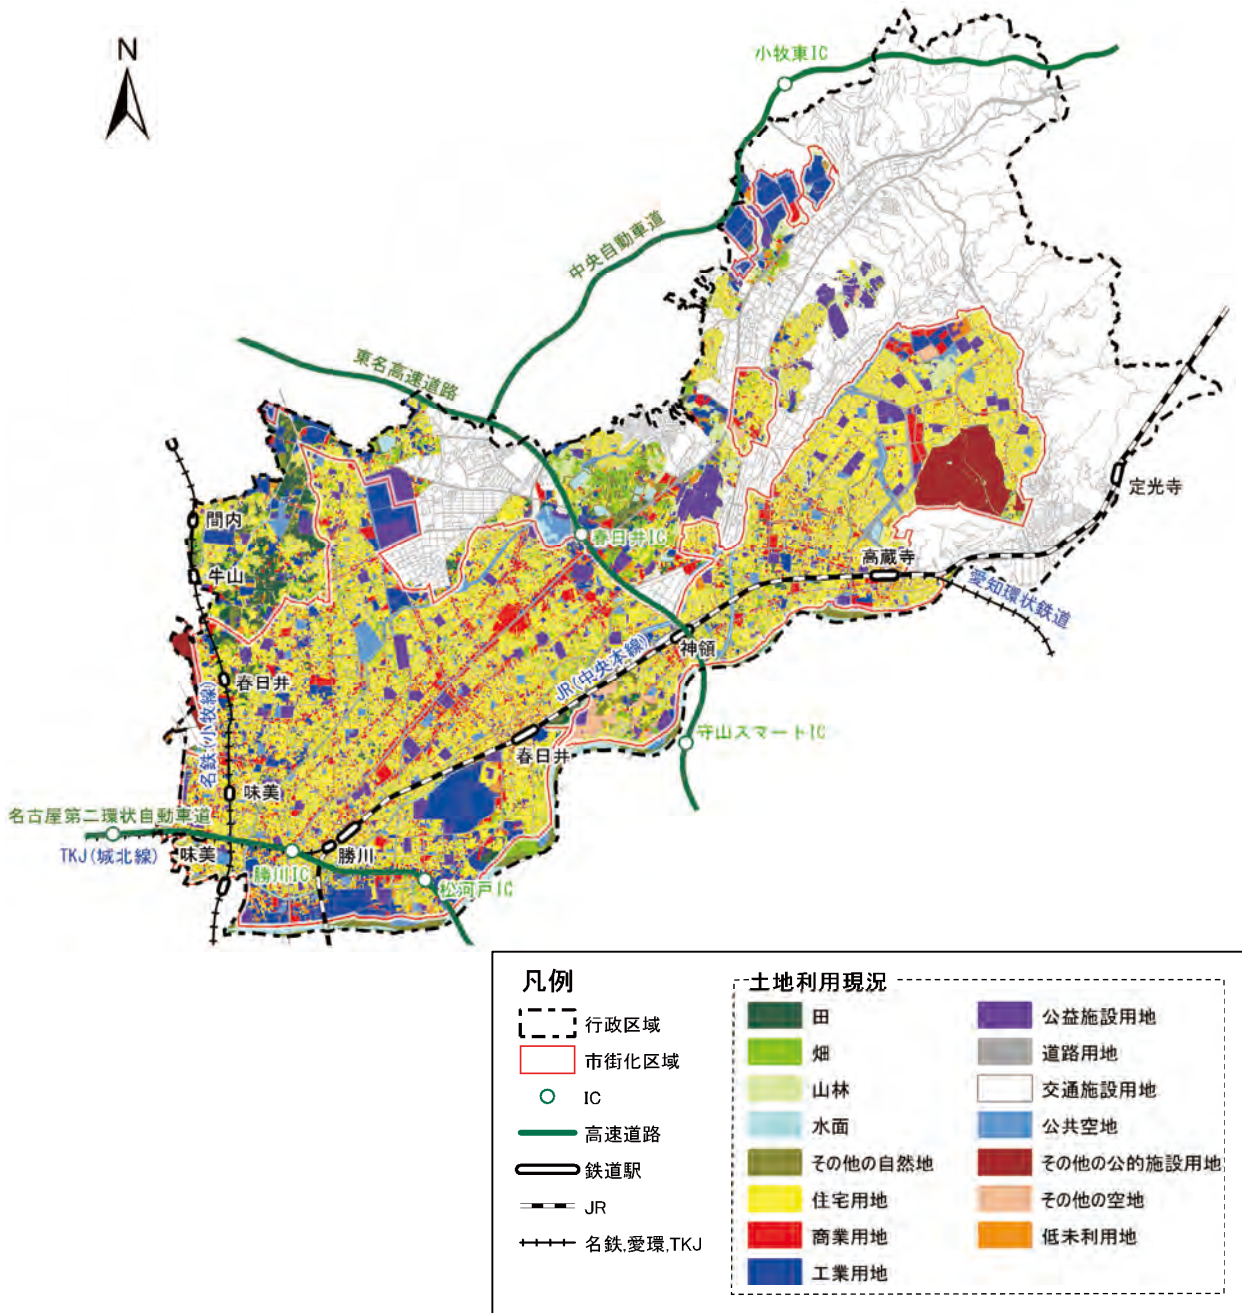 N
小牧東IC
中央自動車道
東名高速道路
定光寺
間内
春日井IC
高蔵寺
牛山
愛知環状鉄道
神領
JR(中央本線)
春日井
名鉄(小牧線)
守山スマートIC
春日井
味美
名古屋第二環状自動車道
TKJ(城北線)
味美
勝川
勝川IC
松河戸IC
凡例
行政区域
市街化区域
IC
高速道路
鉄道駅
JR
名鉄,愛環,TKJ
土地利用現況
田
畑
山林
水面
その他の自然地
住宅用地
商業用地
工業用地
公益施設用地
道路用地
交通施設用地
公共空地
その他の公的施設用地
その他の空地
低未利用地